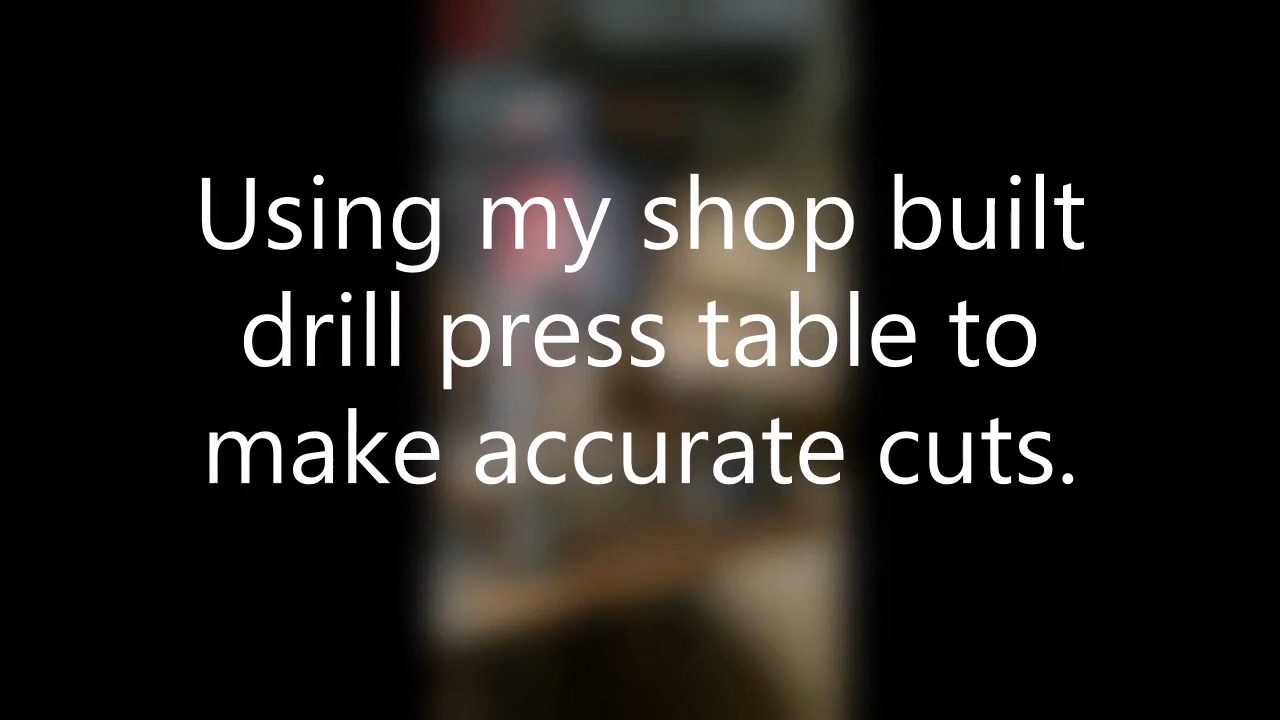 Using my shop built
drill press table to
make accurate cuts.